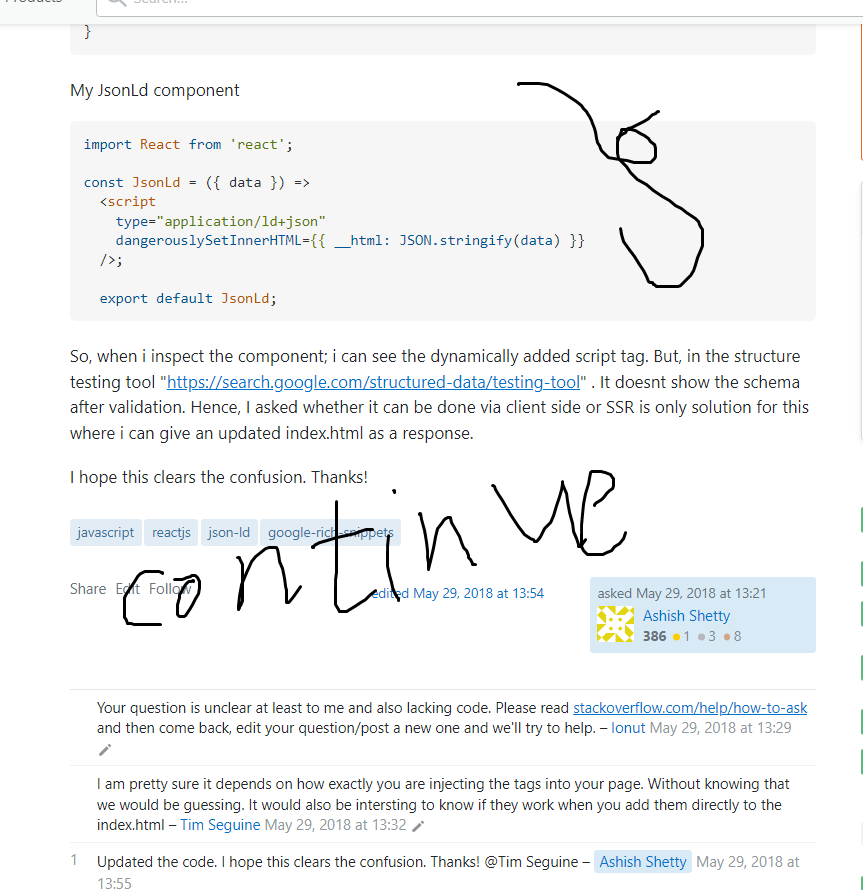 }
My JsonLd component
import React from 'react';
const JsonLd = ({ data }) =>
<script
type="application/ld+json"
dangerouslySetInnerHTML={{ __html: JSON.stringify(data) }}
/>;
export default JsonLd;
So, when i inspect the component; i can see the dynamically added script tag. But, in the structure
testing tool "https://search.google.com/structured-data/testing-tool" . It doesnt show the schema
after validation. Hence, I asked whether it can be done via client side or SSR is only solution for this
where i can give an updated index.html as a response.
I hope this clears the confusion. Thanks!
continue
javascript reactjs json-ld google-rich-snippets
Share Edit Follow edited May 29, 2018 at 13:54
asked May 29, 2018 at 13:21
Ashish Shetty
386 1 3 8
Your question is unclear at least to me and also lacking code. Please read stackoverflow.com/help/how-to-ask
and then come back, edit your question/post a new one and we'll try to help. – Ionut May 29, 2018 at 13:29
I am pretty sure it depends on how exactly you are injecting the tags into your page. Without knowing that
we would be guessing. It would also be intersting to know if they work when you add them directly to the
index.html – Tim Seguine May 29, 2018 at 13:32
1 Updated the code. I hope this clears the confusion. Thanks! @Tim Seguine – Ashish Shetty May 29, 2018 at
13:55